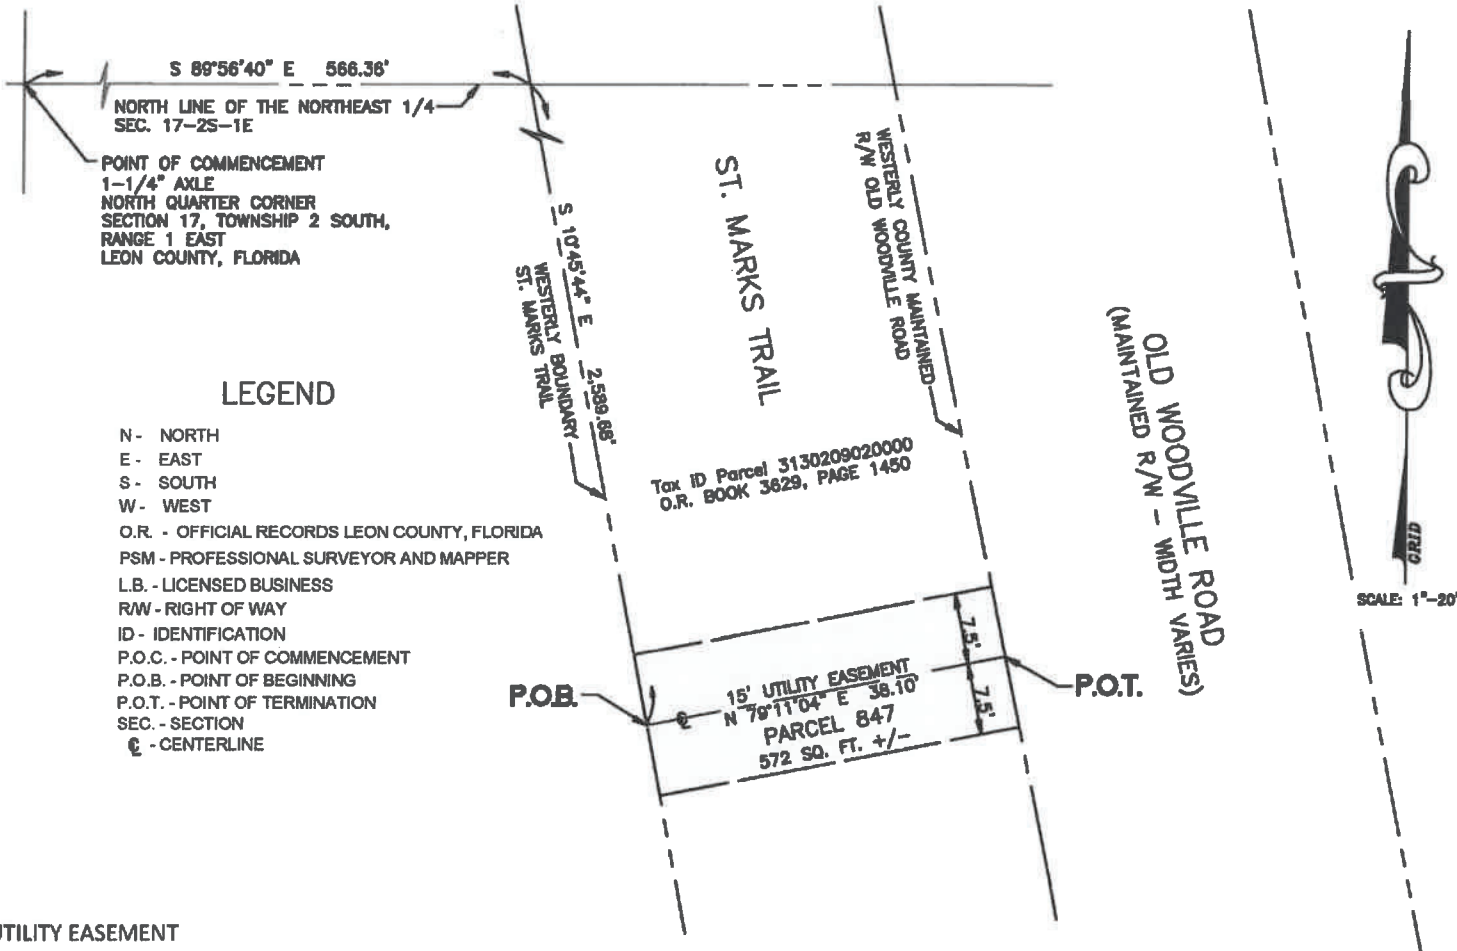 S 89°56'40" E 566.36'
NORTH LINE OF THE NORTHEAST 1/4
SEC. 17-2S-1E
POINT OF COMMENCEMENT
1-1/4" AXLE
NORTH QUARTER CORNER
SECTION 17, TOWNSHIP 2 SOUTH,
RANGE 1 EAST
LEON COUNTY, FLORIDA
S 10°45'44" E 2,589.66'
WESTERLY BOUNDARY
ST. MARKS TRAIL
ST. MARKS TRAIL
WESTERLY COUNTY MAINTAINED
R/W OLD WOODVILLE ROAD
OLD WOODVILLE ROAD
(MAINTAINED R/W - WIDTH VARIES)
GRID
SCALE: 1"-20'
Tax ID Parcel 3130209020000
O.R. BOOK 3629, PAGE 1450
LEGEND
N - NORTH
E - EAST
S - SOUTH
W - WEST
O.R. - OFFICIAL RECORDS LEON COUNTY, FLORIDA
PSM - PROFESSIONAL SURVEYOR AND MAPPER
L.B. - LICENSED BUSINESS
R/W - RIGHT OF WAY
ID - IDENTIFICATION
P.O.C. - POINT OF COMMENCEMENT
P.O.B. - POINT OF BEGINNING
P.O.T. - POINT OF TERMINATION
SEC. - SECTION
℄ - CENTERLINE
P.O.B.
℄
15' UTILITY EASEMENT
N 79°11'04" E 38.10'
PARCEL 847
572 SQ. FT. +/-
7.5'
7.5'
P.O.T.
UTILITY EASEMENT